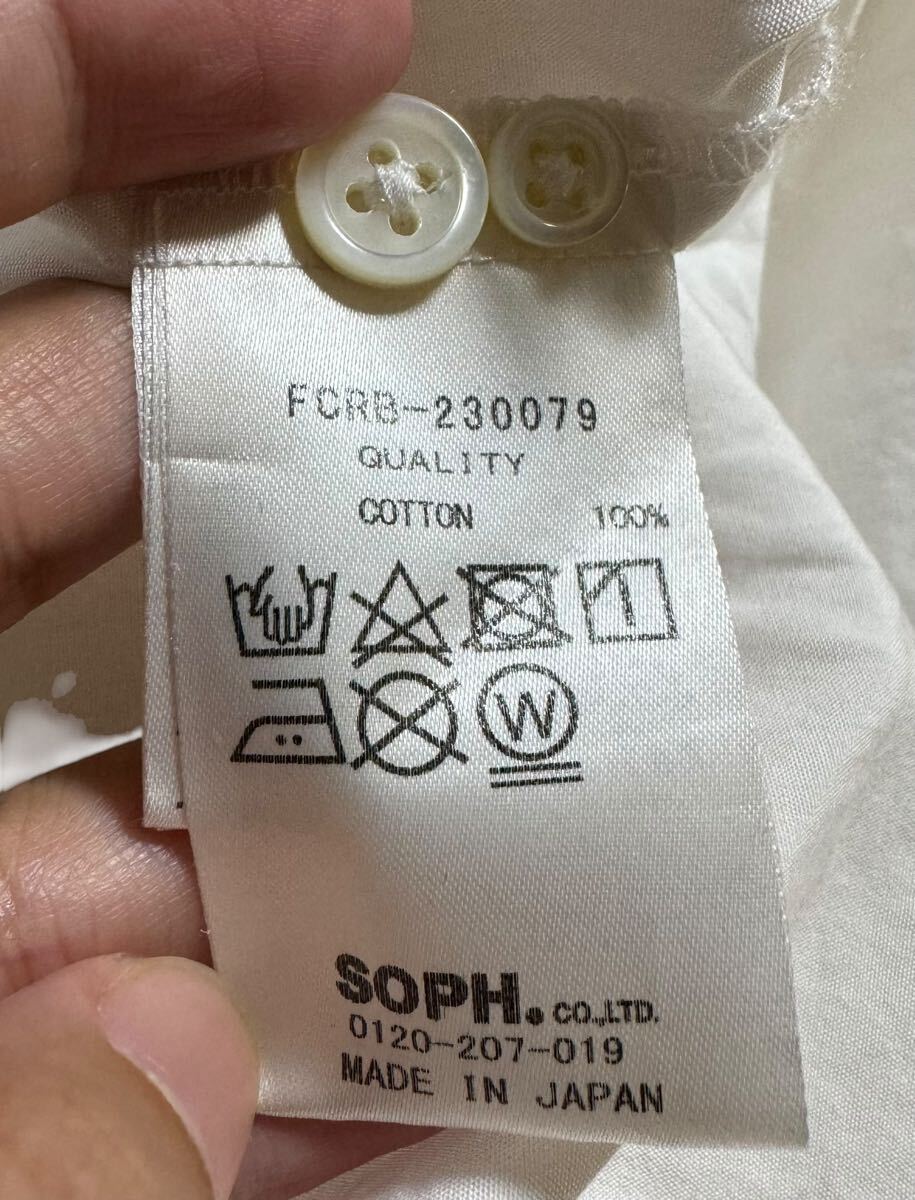 FCRB-230079
QUALITY
COTTON 100%
W
SOPH. CO.,LTD.
0120-207-019
MADE IN JAPAN